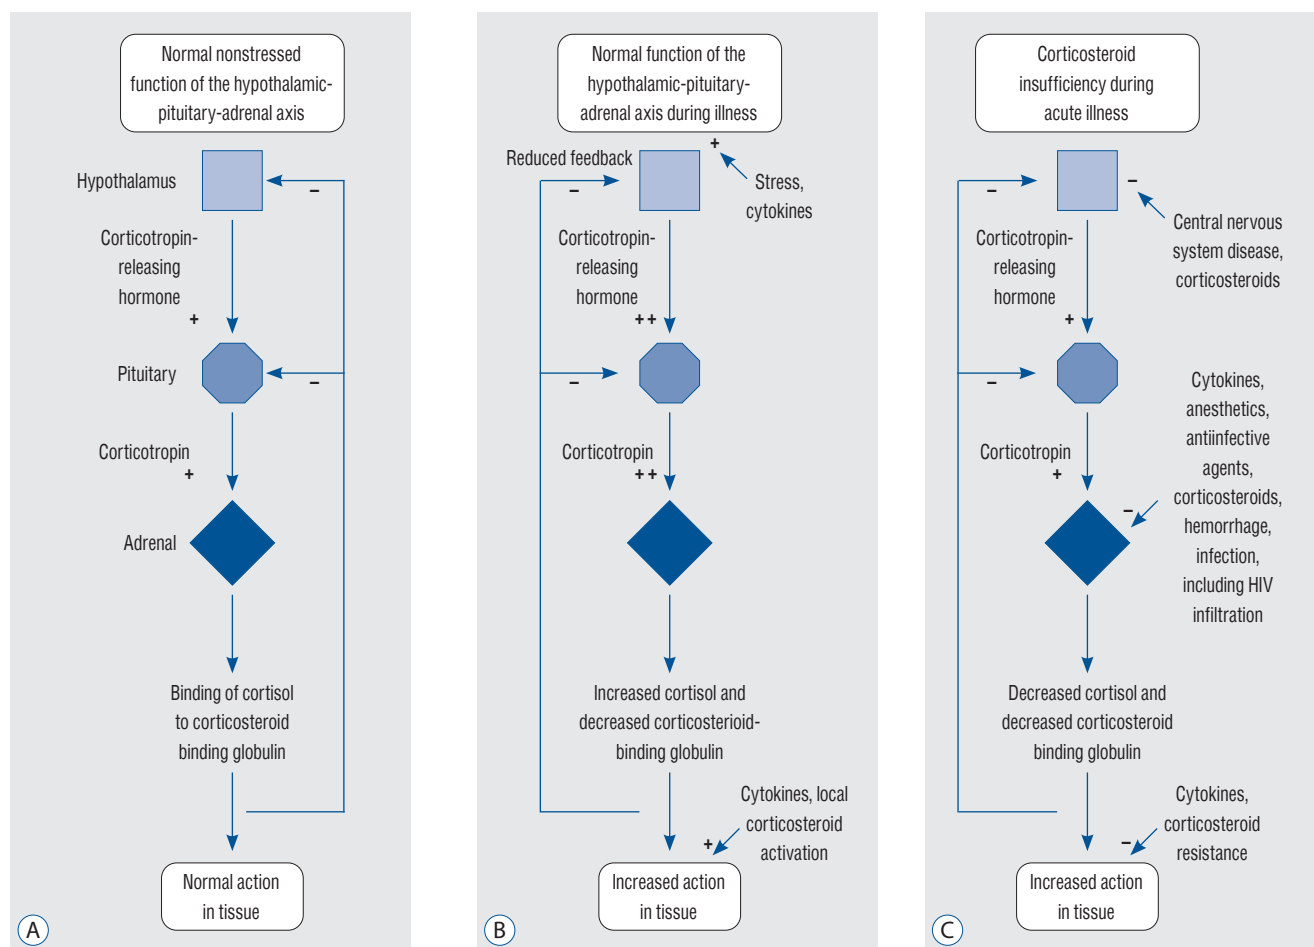 Normal nonstressed
function of the hypothalamic-
pituitary-adrenal axis
Hypothalamus
–
Corticotropin-
releasing
hormone
+
Pituitary
–
Corticotropin
+
Adrenal
Binding of cortisol
to corticosteroid
binding globulin
Normal action
in tissue
A
Normal function of the
hypothalamic-pituitary-
adrenal axis during illness
+
Reduced feedback
–
Stress,
cytokines
Corticotropin-
releasing
hormone
++
–
Corticotropin
++
Increased cortisol and
decreased corticosterioid-
binding globulin
Cytokines, local
corticosteroid
activation
+
Increased action
in tissue
B
Corticosteroid
insufficiency during
acute illness
–
–
Central nervous
system disease,
corticosteroids
Corticotropin-
releasing
hormone
+
–
Cytokines,
anesthetics,
antiinfective
agents,
corticosteroids,
hemorrhage,
infection,
including HIV
infiltration
Corticotropin
+
–
Decreased cortisol and
decreased corticosteroid
binding globulin
Cytokines,
corticosteroid
resistance
–
Increased action
in tissue
C